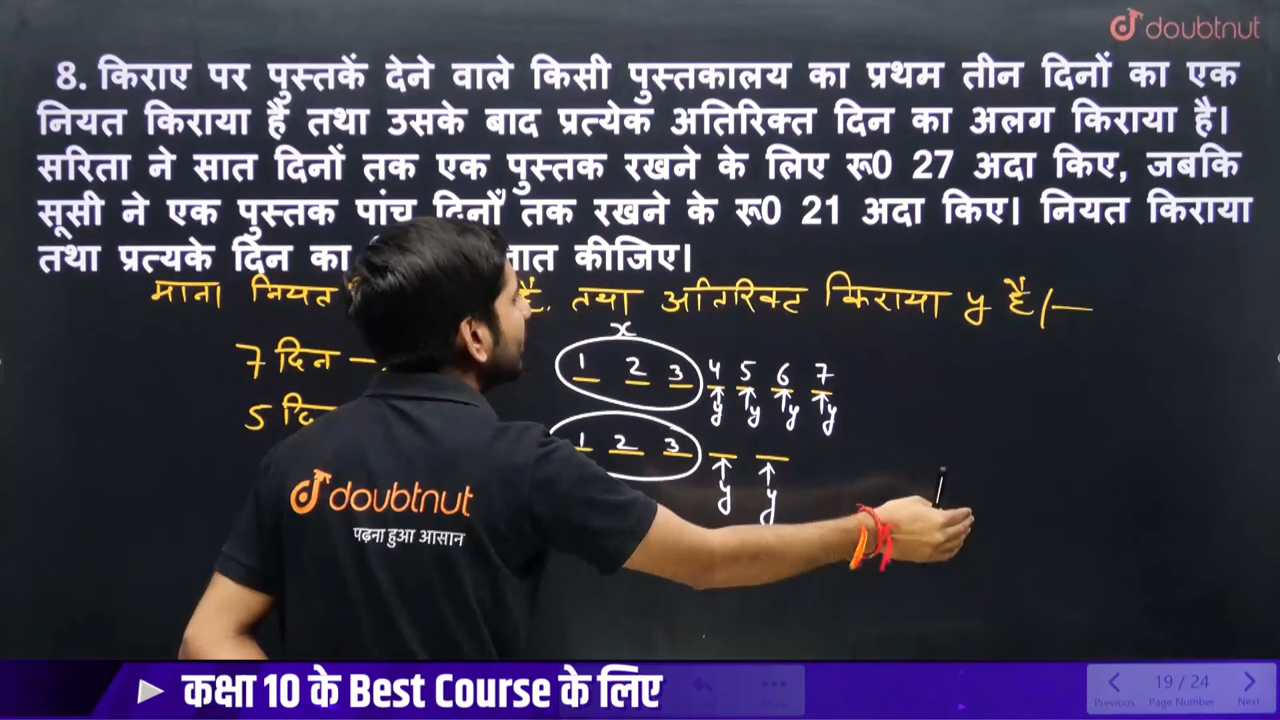 doubtnut
8. किराए पर पुस्तकें देने वाले किसी पुस्तकालय का प्रथम तीन दिनों का एक
नियत किराया हैं तथा उसके बाद प्रत्येक अतिरिक्त दिन का अलग किराया है।
सरिता ने सात दिनों तक एक पुस्तक रखने के लिए रू0 27 अदा किए, जबकि
सूसी ने एक पुस्तक पांच दिनों तक रखने के रू0 21 अदा किए। नियत किराया
तथा प्रत्यके दिन का ज्ञात कीजिए।
माना नियत है. तथा अतिरिक्ट किराया y है/—
x
7 दिन — 1 2 3 4 5 6 7
y y y y
5 1 2 3
y y
doubtnut
पढ़ना हुआ आसान
कक्षा 10 के Best Course के लिए
19 / 24
Previous Page Number Next